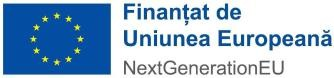 Finanțat de
Uniunea Europeană
NextGenerationEU